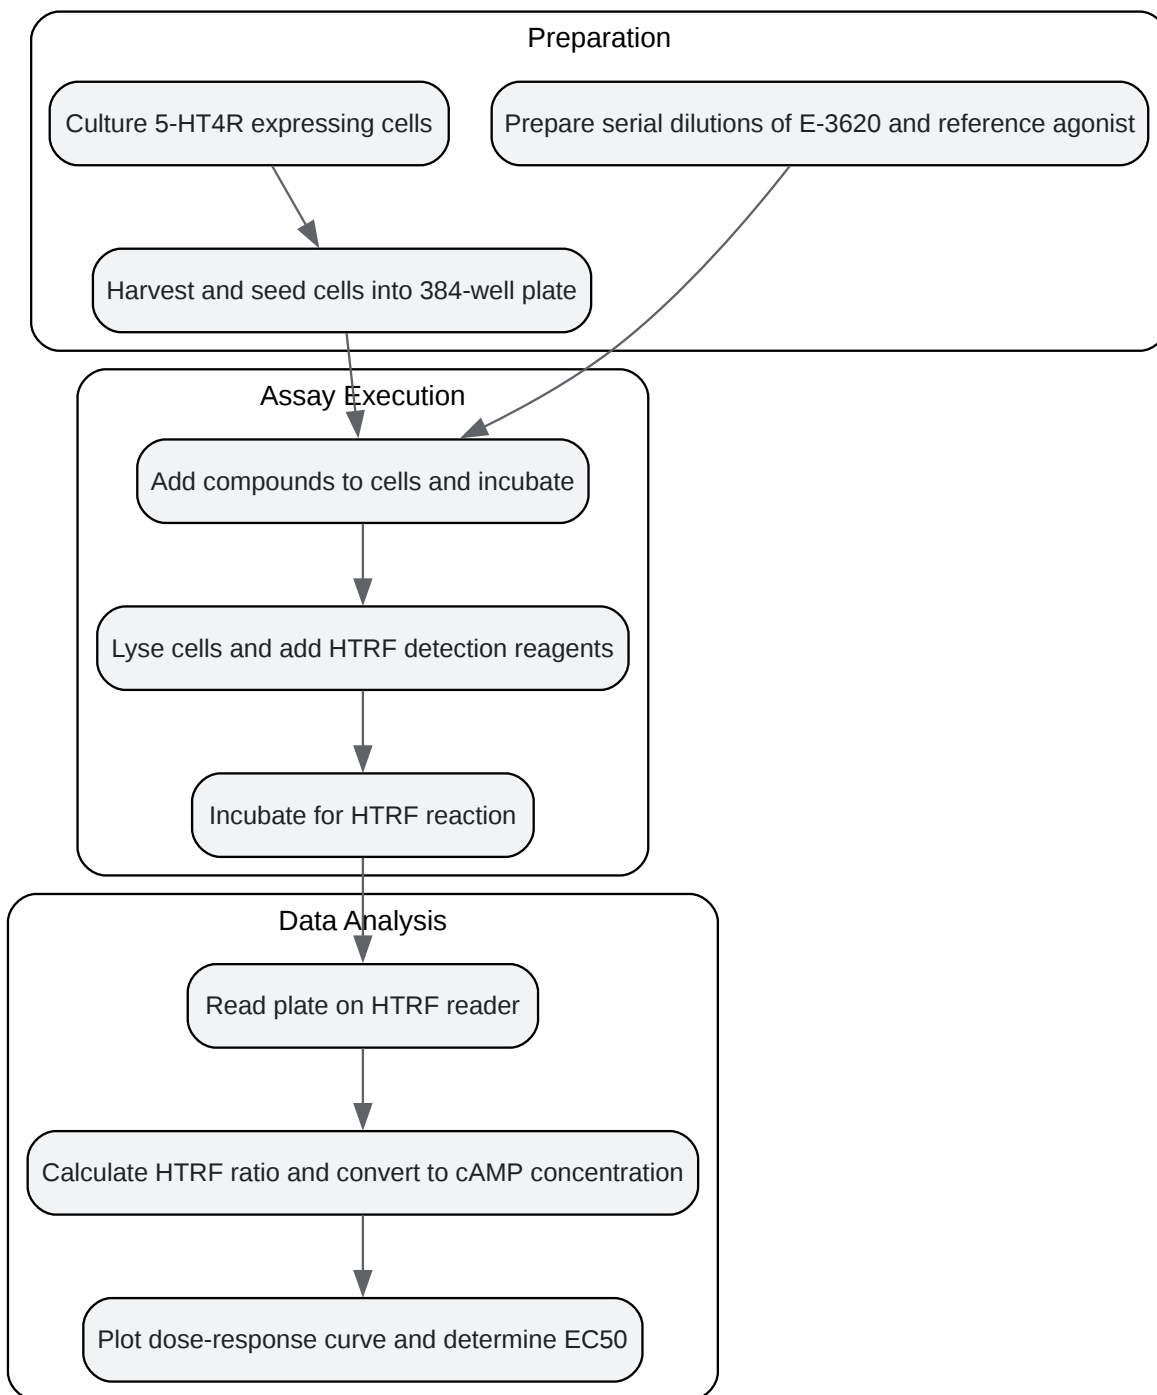 Preparation
Culture 5-HT4R expressing cells
Prepare serial dilutions of E-3620 and reference agonist
Harvest and seed cells into 384-well plate
Assay Execution
Add compounds to cells and incubate
Lyse cells and add HTRF detection reagents
Incubate for HTRF reaction
Data Analysis
Read plate on HTRF reader
Calculate HTRF ratio and convert to cAMP concentration
Plot dose-response curve and determine EC50